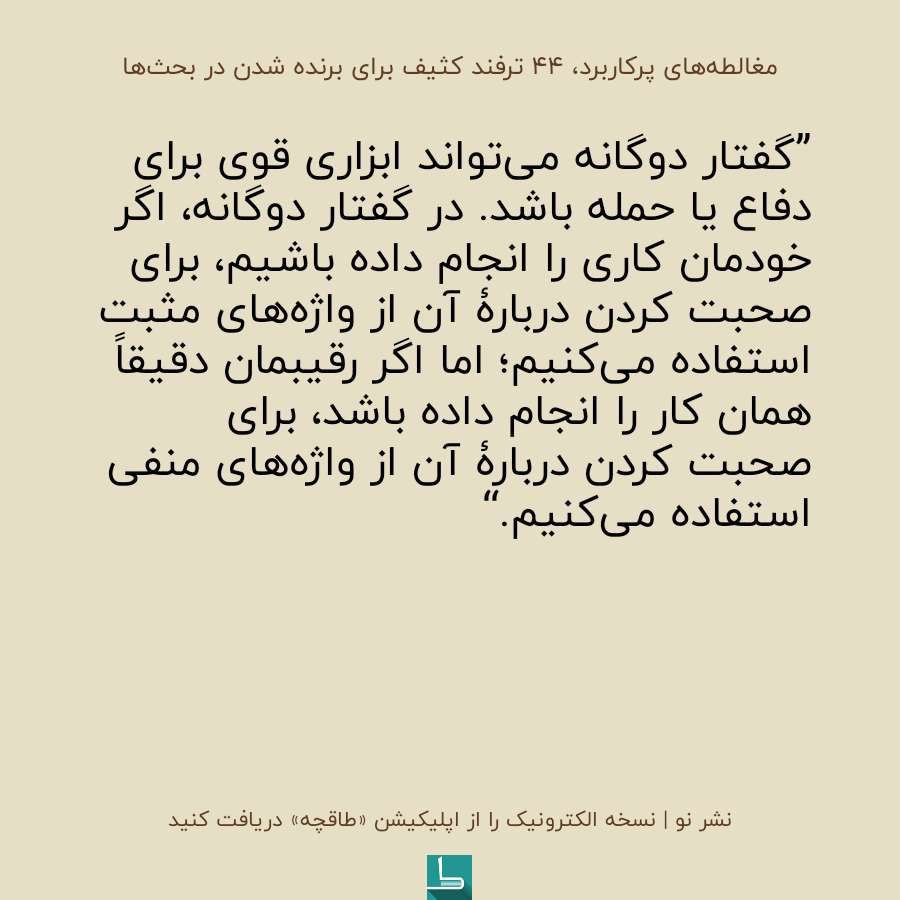 مغالطه‌های پرکاربرد، ۴۴ ترفند کثیف برای برنده شدن در بحث‌ها
”گفتار دوگانه می‌تواند ابزاری قوی برای
دفاع یا حمله باشد. در گفتار دوگانه، اگر
خودمان کاری را انجام داده باشیم، برای
صحبت کردن دربارهٔ آن از واژه‌های مثبت
استفاده می‌کنیم؛ اما اگر رقیبمان دقیقاً
همان کار را انجام داده باشد، برای
صحبت کردن دربارهٔ آن از واژه‌های منفی
استفاده می‌کنیم.“
نشر نو | نسخه الکترونیک را از اپلیکیشن «طاقچه» دریافت کنید